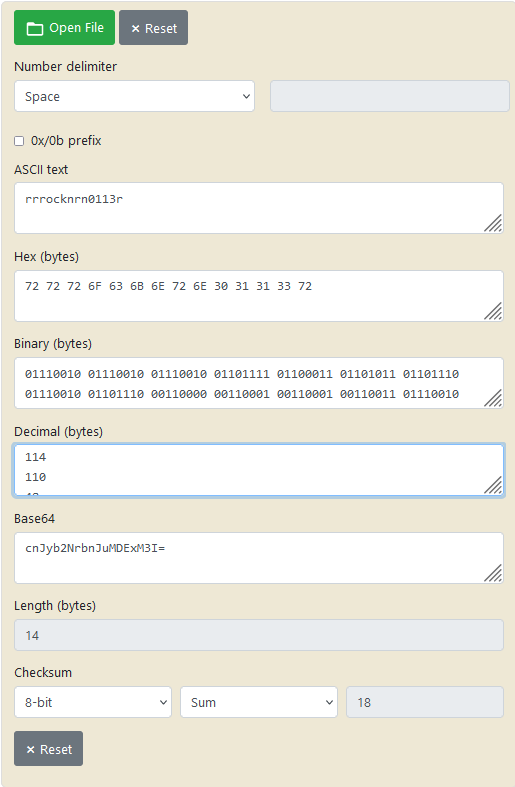 Open File × Reset
Number delimiter
Space
0x/0b prefix
ASCII text
rrrocknrn0113r
Hex (bytes)
72 72 72 6F 63 6B 6E 72 6E 30 31 31 33 72
Binary (bytes)
01110010 01110010 01110010 01101111 01100011 01101011 01101110
01110010 01101110 00110000 00110001 00110001 00110011 01110010
Decimal (bytes)
114
110
Base64
cnJyb2NrbnJuMDExM3I=
Length (bytes)
14
Checksum
8-bit Sum 18
× Reset